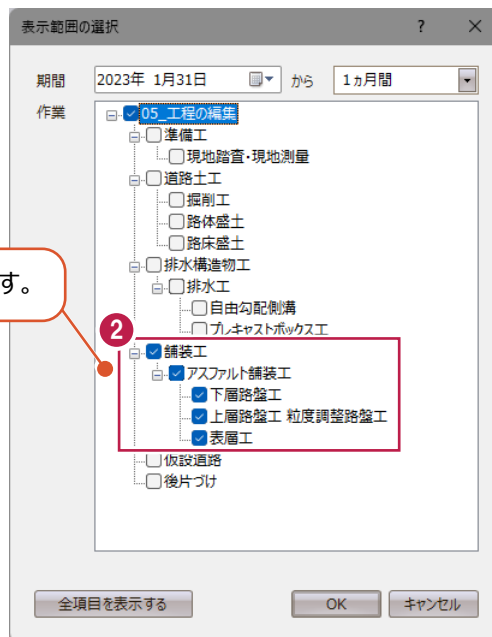 表示範囲の選択 ? ×
期間 2023年 1月31日 から 1ヵ月間
作業 05_工程の編集
準備工
現地踏査・現地測量
道路土工
掘削工
路体盛土
路床盛土
排水構造物工
排水工
自由勾配側溝
プレキャストボックス工
す。
2
舗装工
アスファルト舗装工
下層路盤工
上層路盤工 粒度調整路盤工
表層工
仮設道路
後片づけ
全項目を表示する OK キャンセル